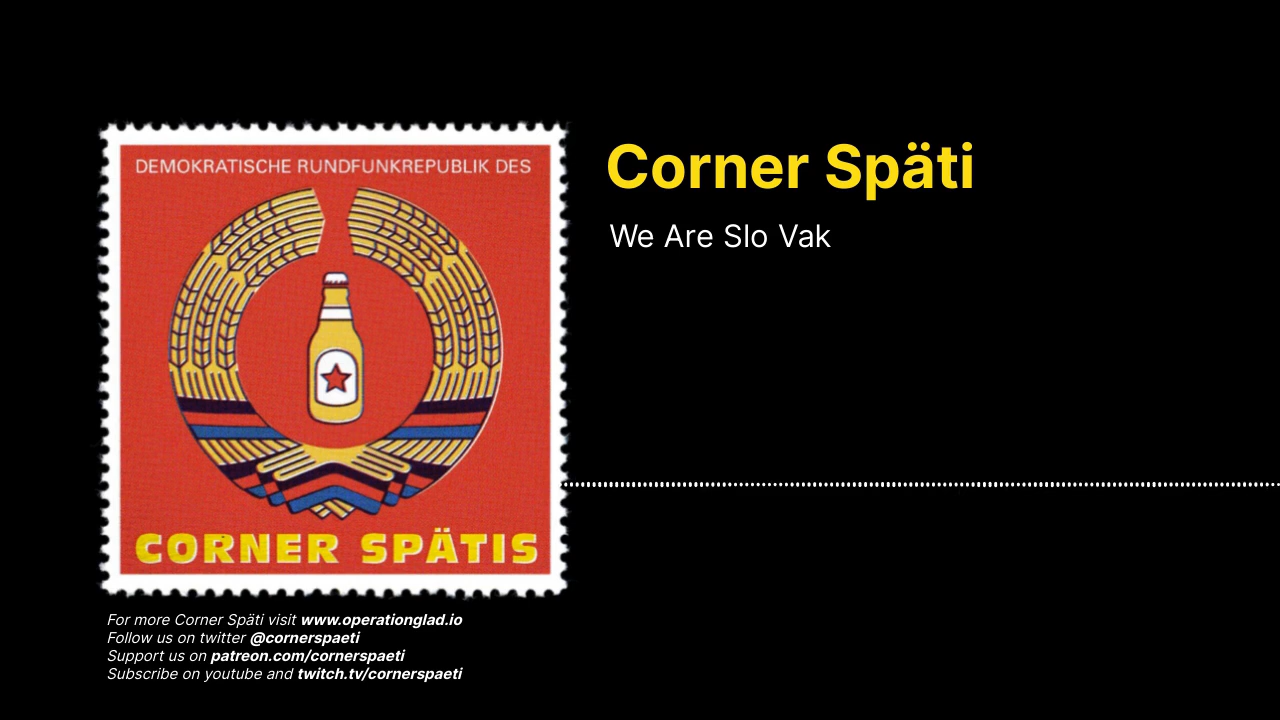 DEMOKRATISCHE RUNDFUNKREPUBLIK DES
CORNER SPÄTIS
Corner Späti
We Are Slo Vak
For more Corner Späti visit www.operationglad.io
Follow us on twitter @cornerspaeti
Support us on patreon.com/cornerspaeti
Subscribe on youtube and twitch.tv/cornerspaeti